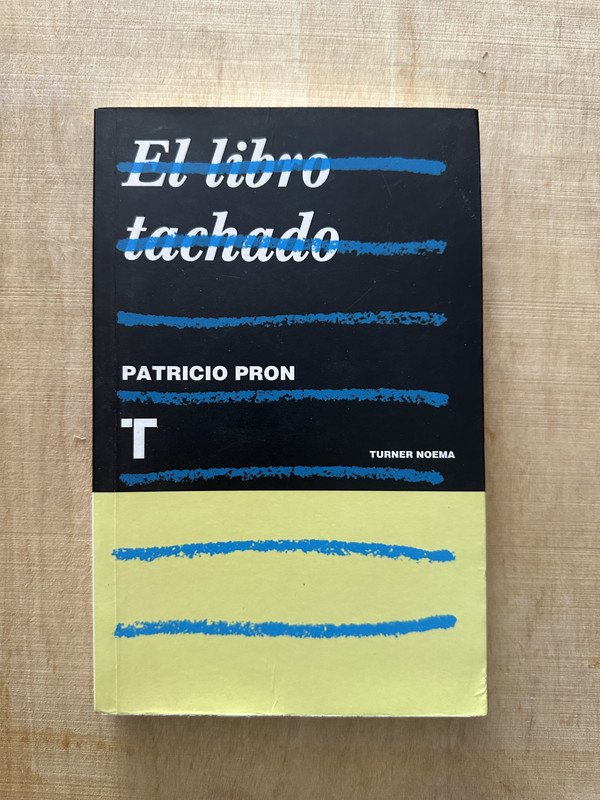 El libro
tachado
PATRICIO PRON
T
TURNER NOEMA